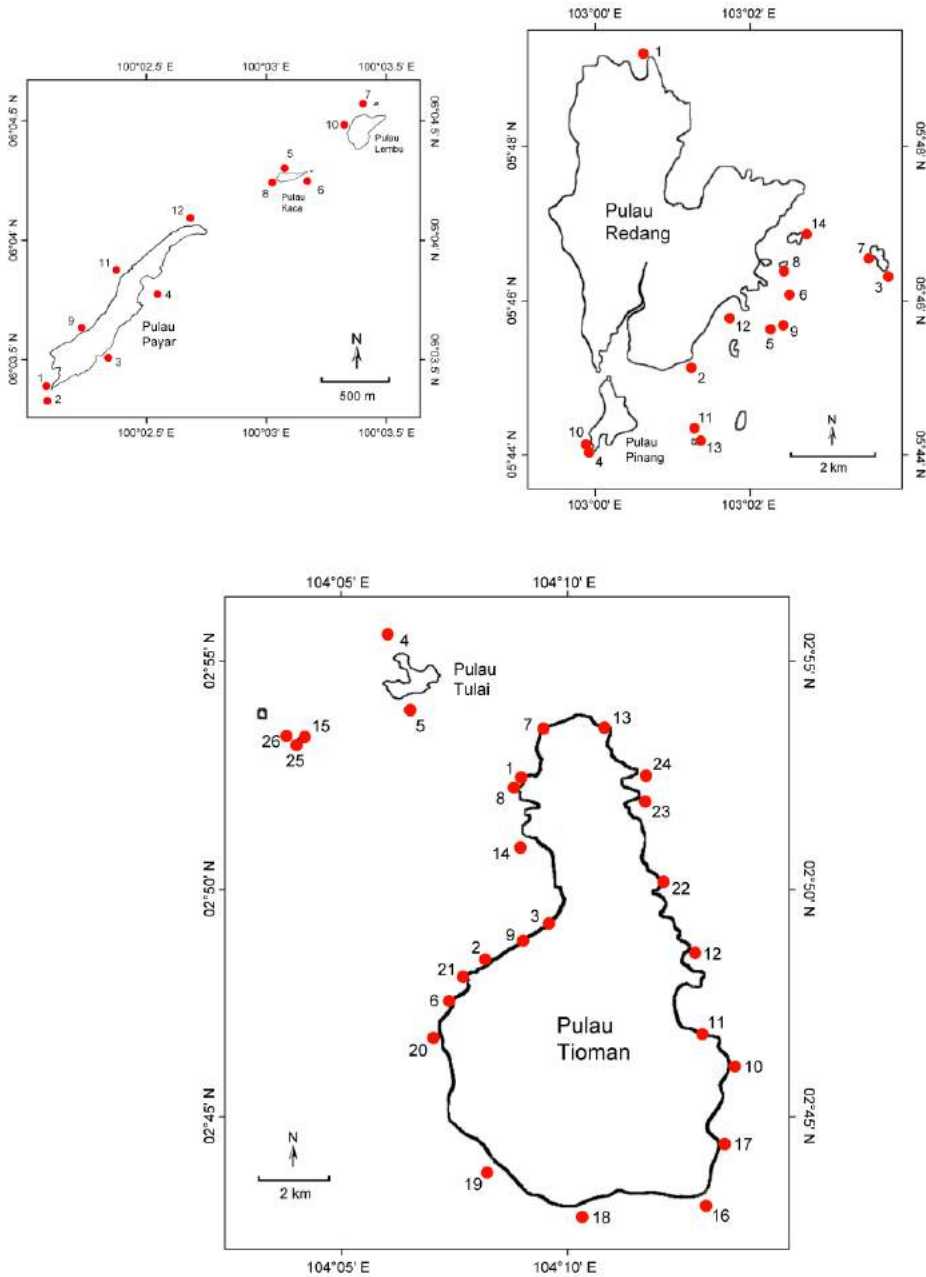 100°02.5' E
100°03' E
100°03.5' E
06°04.5' N
06°04.5' N
7
10
Pulau
Lembu
5
8
6
Pulau
Kaca
12
06°04' N
06°04' N
11
4
9
Pulau
Payar
3
06°03.5' N
06°03.5' N
1
2
N
500 m
100°02.5' E
100°03' E
100°03.5' E
103°00' E
103°02' E
1
05°48' N
05°48' N
Pulau
Redang
14
7
8
3
6
05°46' N
05°46' N
12
5
9
2
11
13
10
4
Pulau
Pinang
N
2 km
05°44' N
05°44' N
103°00' E
103°02' E
104°05' E
104°10' E
4
02°55' N
02°55' N
Pulau
Tulai
5
26
15
25
7
13
1
24
8
23
14
02°50' N
02°50' N
22
3
9
12
2
21
6
11
20
Pulau
Tioman
10
02°45' N
02°45' N
17
N
2 km
19
16
18
104°05' E
104°10' E